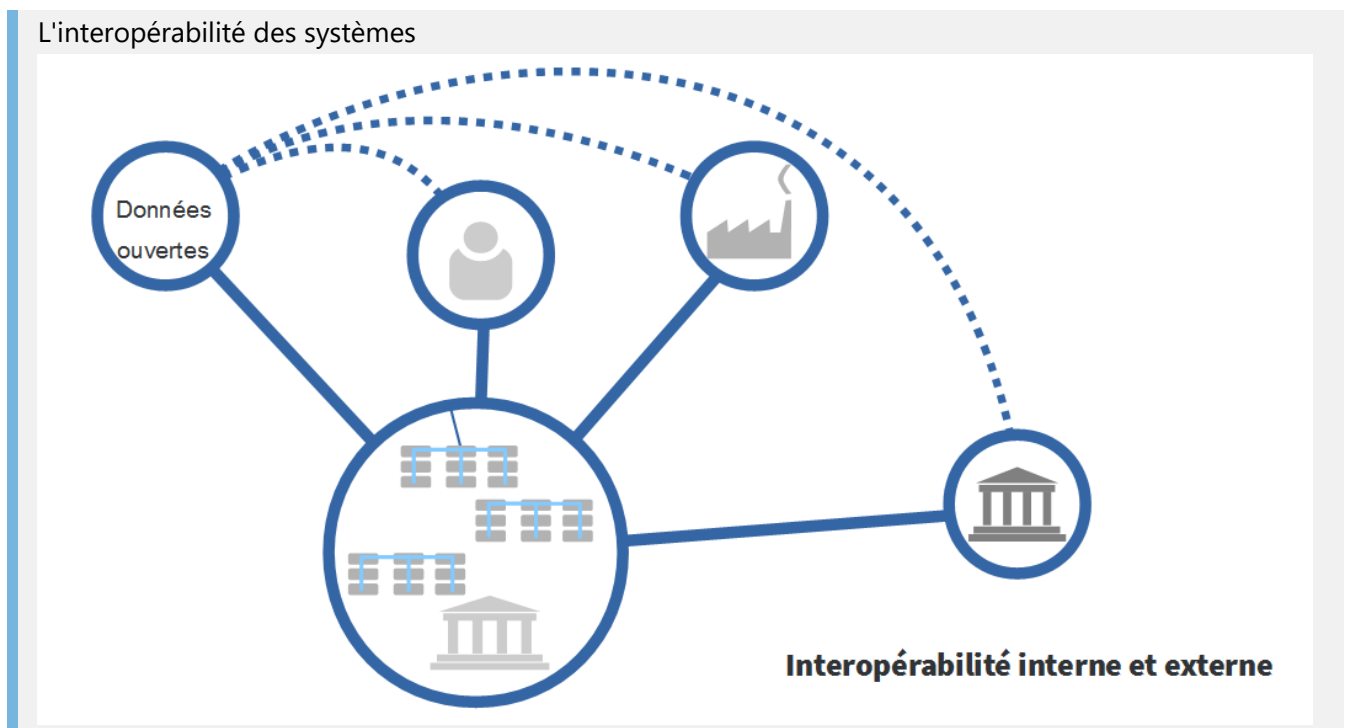 L'interopérabilité des systèmes
Données
ouvertes
Interopérabilité interne et externe